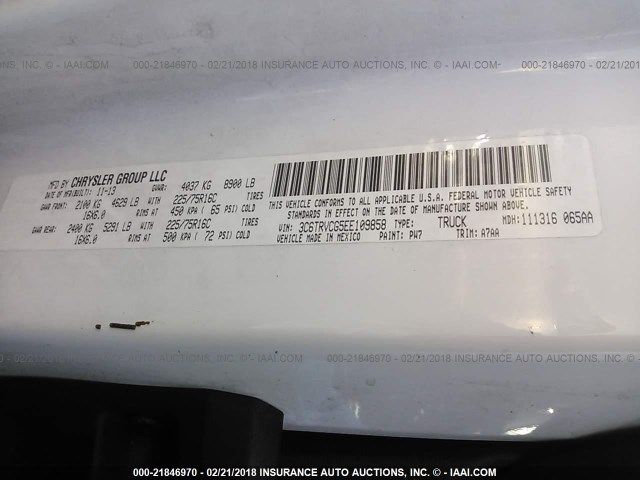 000-21846970 - 02/21/2018 INSURANCE AUTO AUCTIONS, INC. - © IAAI.COM
MFD BY CHRYSLER GROUP LLC
DATE OF MFR(BUILT): 11-13 GVWR: 4037 KG 8900 LB
GAWR FRONT: 2100 KG 4629 LB WITH 225/75R16C TIRES
16X6.0 RIMS AT 450 KPA ( 65 PSI) COLD
GAWR REAR: 2400 KG 5291 LB WITH 225/75R16C TIRES
16X6.0 RIMS AT 500 KPA ( 72 PSI) COLD
THIS VEHICLE CONFORMS TO ALL APPLICABLE U.S.A. FEDERAL MOTOR VEHICLE SAFETY
STANDARDS IN EFFECT ON THE DATE OF MANUFACTURE SHOWN ABOVE.
VIN: 3C6TRVCG5EE109858 TYPE: TRUCK MDH: 111316 065AA
VEHICLE MADE IN MEXICO PAINT: PW7 TRIM: A7AA
000-21846970 - 02/21/2018 INSURANCE AUTO AUCTIONS, INC. - © IAAI.COM
000-21846970 - 02/21/2018 INSURANCE AUTO AUCTIONS, INC. - © IAAI.COM